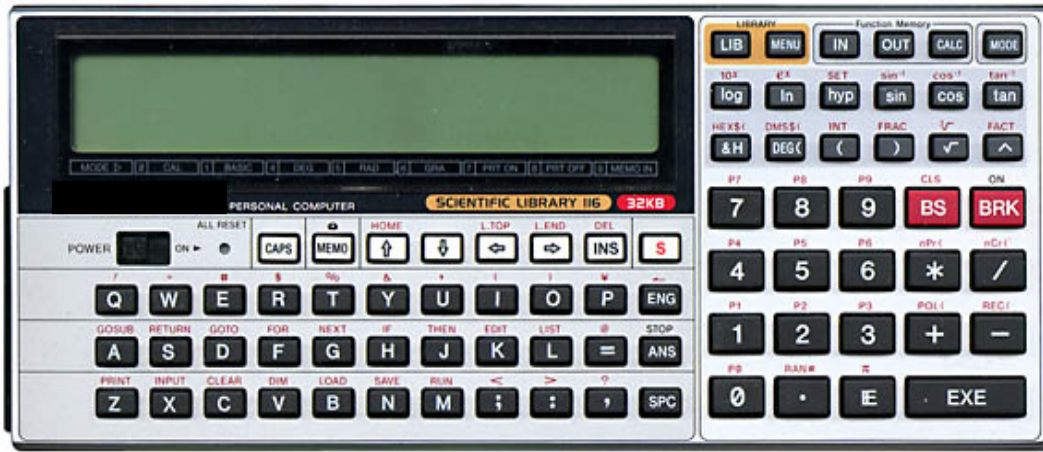 LIBRARY Function Memory
LIB MENU IN OUT CALC MODE
10ˣ eˣ SET sin⁻¹ cos⁻¹ tan⁻¹
log ln hyp sin cos tan
HEX$( DMS$( INT FRAC ∛ FACT
&H DEG( ( ) √ ^
MODE ▷ 0 CAL 1 BASIC 4 DEG 5 RAD 6 GRA 7 PRT ON 8 PRT OFF 9 MEMO IN
PERSONAL COMPUTER SCIENTIFIC LIBRARY 116 32KB
P7 P8 P9 CLS ON
7 8 9 BS BRK
ALL RESET HOME L.TOP L.END DEL
POWER ON ► CAPS MEMO ⇧ ⇩ ⇦ ⇨ INS S
P4 P5 P6 nPr( nCr(
4 5 6 * /
# $ % & ( ) ¥
Q W E R T Y U I O P ENG
P1 P2 P3 POL( REC(
1 2 3 + −
GOSUB RETURN GOTO FOR NEXT IF THEN EDIT LIST @ STOP
A S D F G H J K L = ANS
P0 RAN# π
0 . E EXE
PRINT INPUT CLEAR DIM LOAD SAVE RUN < > ?
Z X C V B N M ; : , SPC